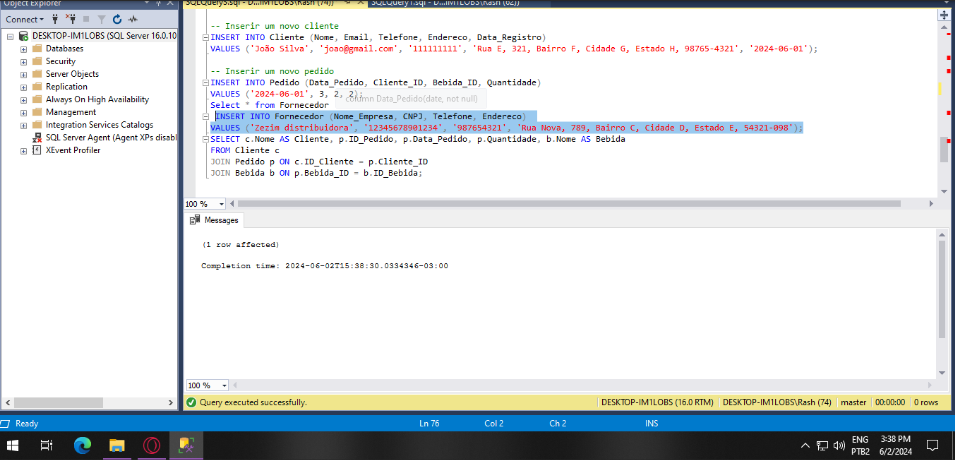 Object Explorer
SQLQuery5.sql - D...IM1LOBS\Rash (74))*
SQLQuery1.sql - D...IM1LOBS\Rash (62))
Connect
DESKTOP-IM1LOBS (SQL Server 16.0.10
Databases
Security
Server Objects
Replication
Always On High Availability
Management
Integration Services Catalogs
SQL Server Agent (Agent XPs disabl
XEvent Profiler
-- Inserir um novo cliente
INSERT INTO Cliente (Nome, Email, Telefone, Endereco, Data_Registro)
VALUES ('João Silva', 'joao@gmail.com', '111111111', 'Rua E, 321, Bairro F, Cidade G, Estado H, 98765-4321', '2024-06-01');
-- Inserir um novo pedido
INSERT INTO Pedido (Data_Pedido, Cliente_ID, Bebida_ID, Quantidade)
VALUES ('2024-06-01', 3, 2, 2);
column Data_Pedido(date, not null)
Select * from Fornecedor
INSERT INTO Fornecedor (Nome_Empresa, CNPJ, Telefone, Endereco)
VALUES ('Zezim distribuidora', '12345678901234', '987654321', 'Rua Nova, 789, Bairro C, Cidade D, Estado E, 54321-098');
SELECT c.Nome AS Cliente, p.ID_Pedido, p.Data_Pedido, p.Quantidade, b.Nome AS Bebida
FROM Cliente c
JOIN Pedido p ON c.ID_Cliente = p.Cliente_ID
JOIN Bebida b ON p.Bebida_ID = b.ID_Bebida;
100 %
Messages
(1 row affected)
Completion time: 2024-06-02T15:38:30.0334346-03:00
100 %
Query executed successfully.
DESKTOP-IM1LOBS (16.0 RTM)
DESKTOP-IM1LOBS\Rash (74)
master
00:00:00
0 rows
Ready
Ln 76
Col 2
Ch 2
INS
ENG
PTB2
3:38 PM
6/2/2024